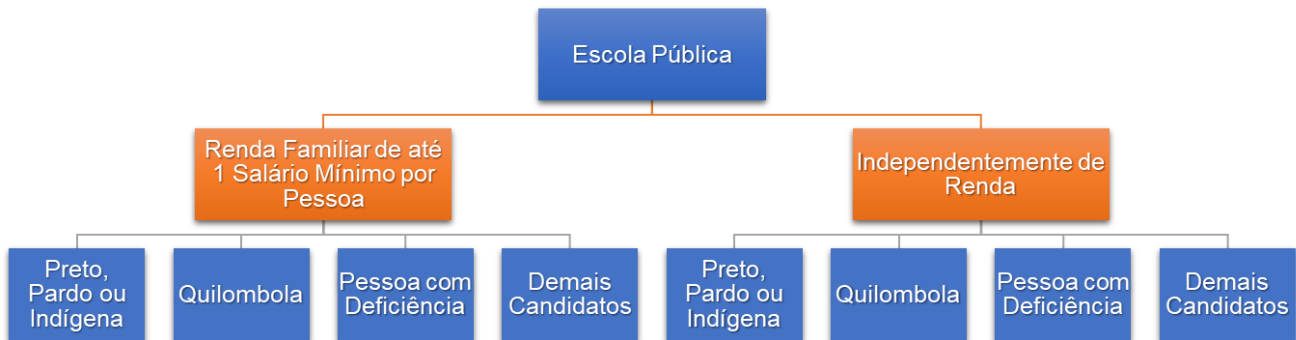 Escola Pública
Renda Familiar de até
1 Salário Mínimo por
Pessoa
Independentemente de
Renda
Preto,
Pardo ou
Indígena
Quilombola
Pessoa com
Deficiência
Demais
Candidatos
Preto,
Pardo ou
Indígena
Quilombola
Pessoa com
Deficiência
Demais
Candidatos